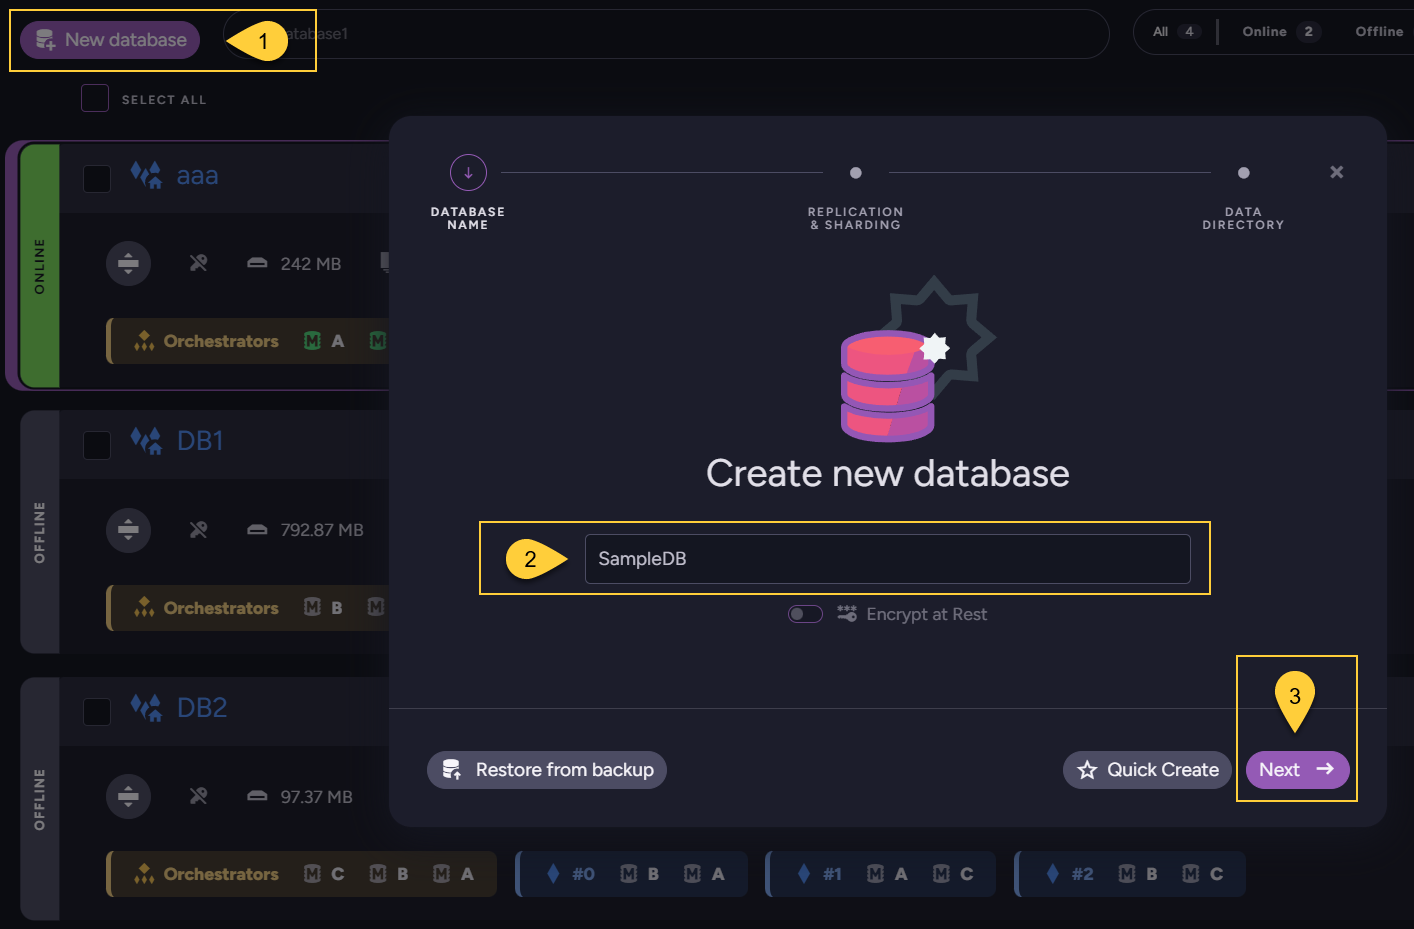 New database
1
atabase1
All 4
Online 2
Offline
SELECT ALL
ONLINE
aaa
242 MB
Orchestrators A
DATABASE
NAME
REPLICATION
& SHARDING
DATA
DIRECTORY
Create new database
2
SampleDB
Encrypt at Rest
3
Restore from backup
Quick Create
Next
OFFLINE
DB1
792.87 MB
Orchestrators B
OFFLINE
DB2
97.37 MB
Orchestrators C B A
#0 B A
#1 A C
#2 B C